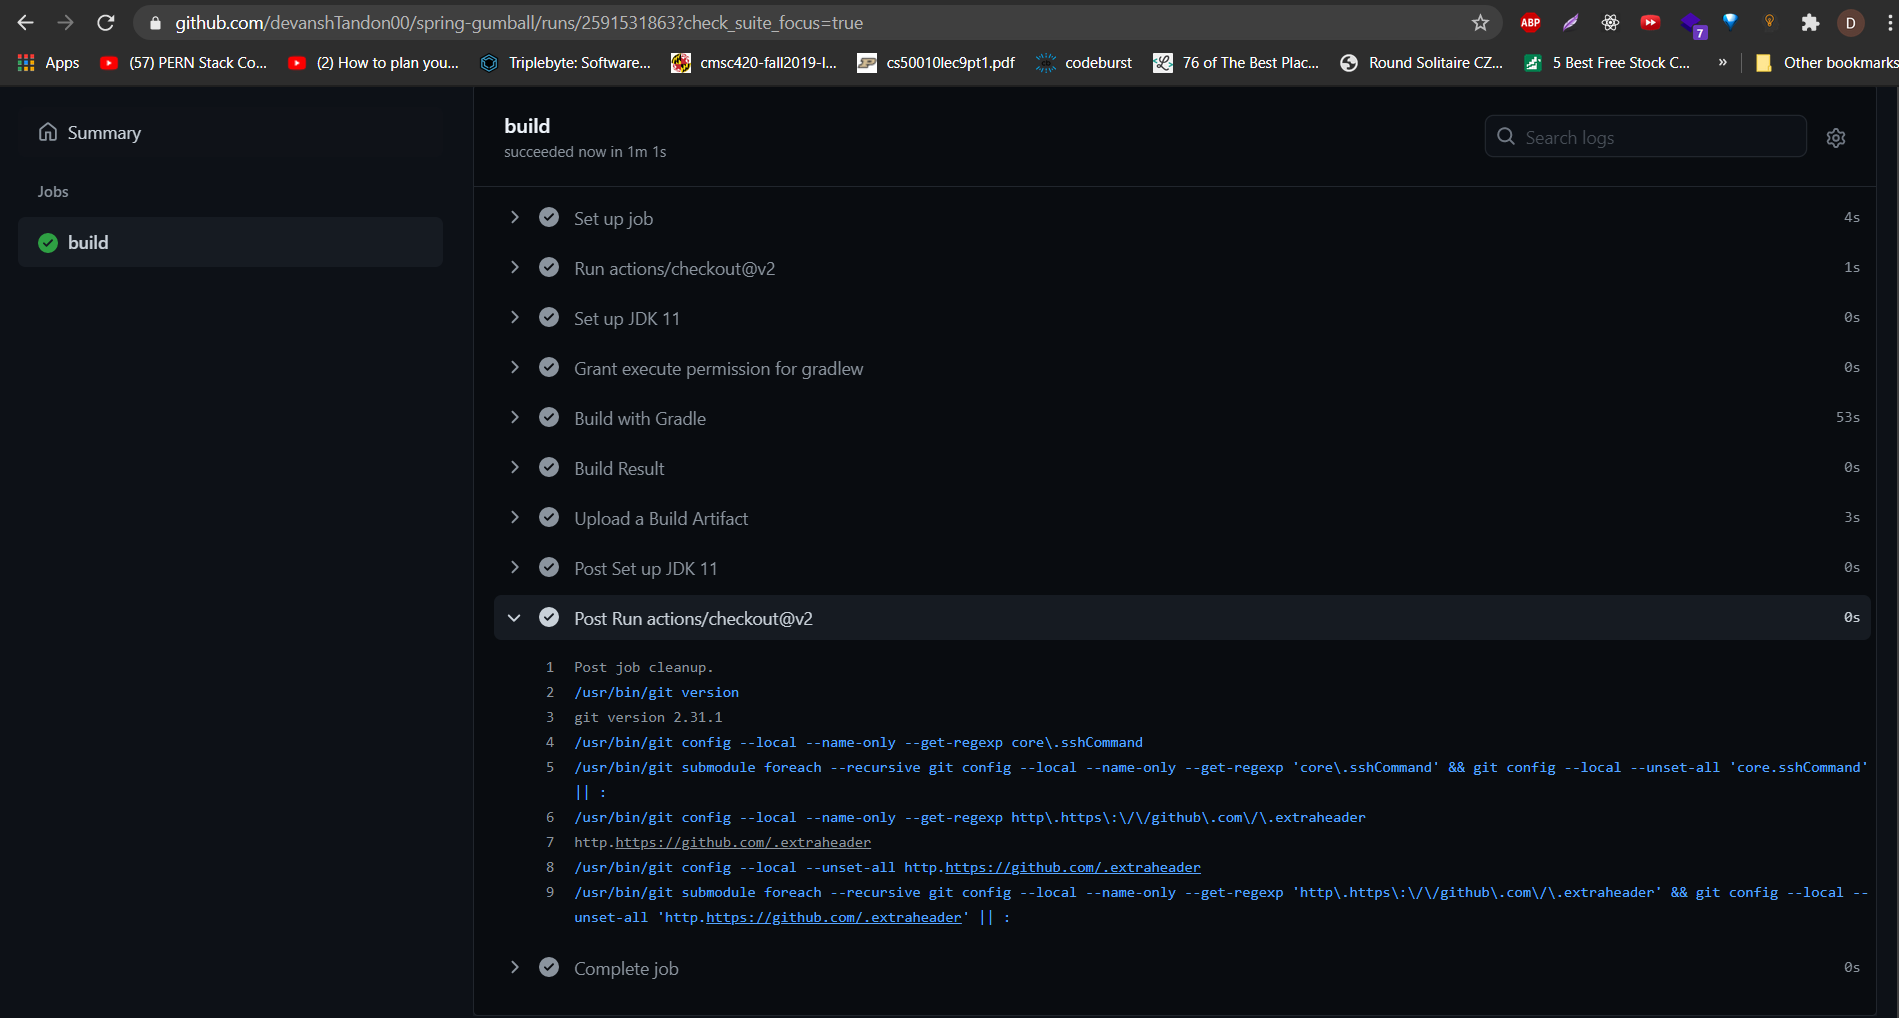 github.com/devanshTandon00/spring-gumball/runs/2591531863?check_suite_focus=true
ABP
7
D
Apps
(57) PERN Stack Co...
(2) How to plan you...
Triplebyte: Software...
cmsc420-fall2019-l...
cs50010lec9pt1.pdf
codeburst
76 of The Best Plac...
Round Solitaire CZ...
5 Best Free Stock C...
»
Other bookmarks
Summary
Jobs
build
build
succeeded now in 1m 1s
Search logs
Set up job 4s
Run actions/checkout@v2 1s
Set up JDK 11 0s
Grant execute permission for gradlew 0s
Build with Gradle 53s
Build Result 0s
Upload a Build Artifact 3s
Post Set up JDK 11 0s
Post Run actions/checkout@v2 0s
1 Post job cleanup.
2 /usr/bin/git version
3 git version 2.31.1
4 /usr/bin/git config --local --name-only --get-regexp core\.sshCommand
5 /usr/bin/git submodule foreach --recursive git config --local --name-only --get-regexp 'core\.sshCommand' && git config --local --unset-all 'core.sshCommand'
|| :
6 /usr/bin/git config --local --name-only --get-regexp http\.https\:\/\/github\.com\/\.extraheader
7 http.https://github.com/.extraheader
8 /usr/bin/git config --local --unset-all http.https://github.com/.extraheader
9 /usr/bin/git submodule foreach --recursive git config --local --name-only --get-regexp 'http\.https\:\/\/github\.com\/\.extraheader' && git config --local --
unset-all 'http.https://github.com/.extraheader' || :
Complete job 0s